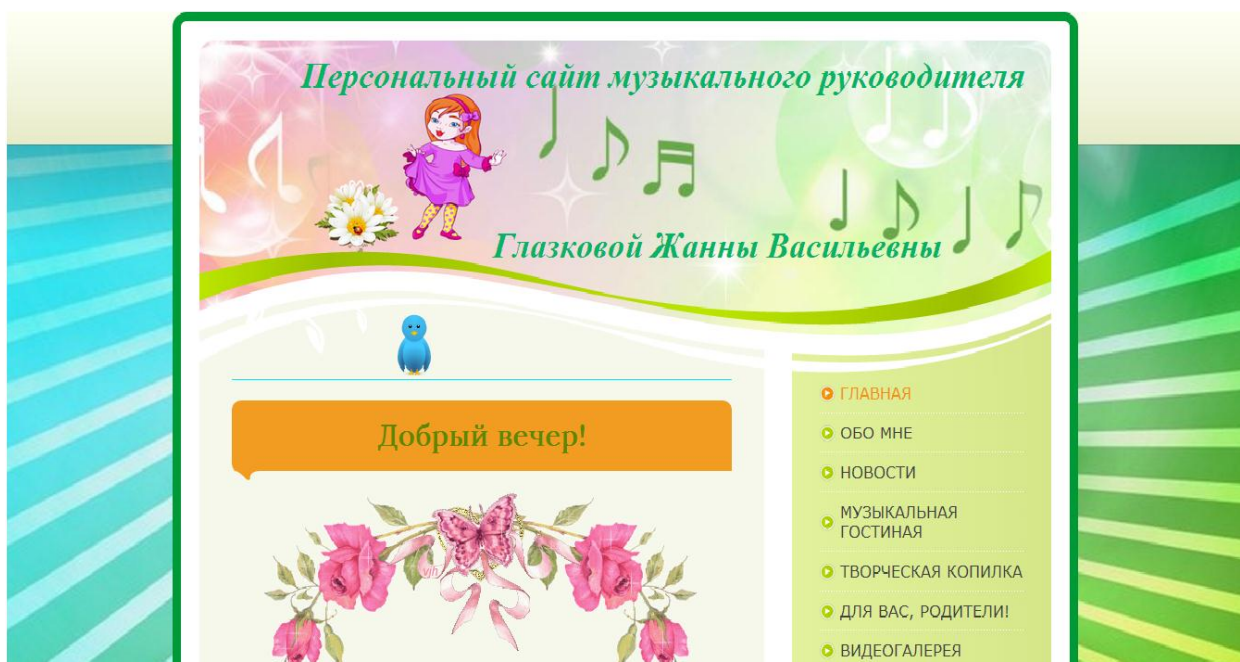 Персональный сайт музыкального руководителя
Глазковой Жанны Васильевны
Добрый вечер!
vjh
ГЛАВНАЯ
ОБО МНЕ
НОВОСТИ
МУЗЫКАЛЬНАЯ
ГОСТИНАЯ
ТВОРЧЕСКАЯ КОПИЛКА
ДЛЯ ВАС, РОДИТЕЛИ!
ВИДЕОГАЛЕРЕЯ